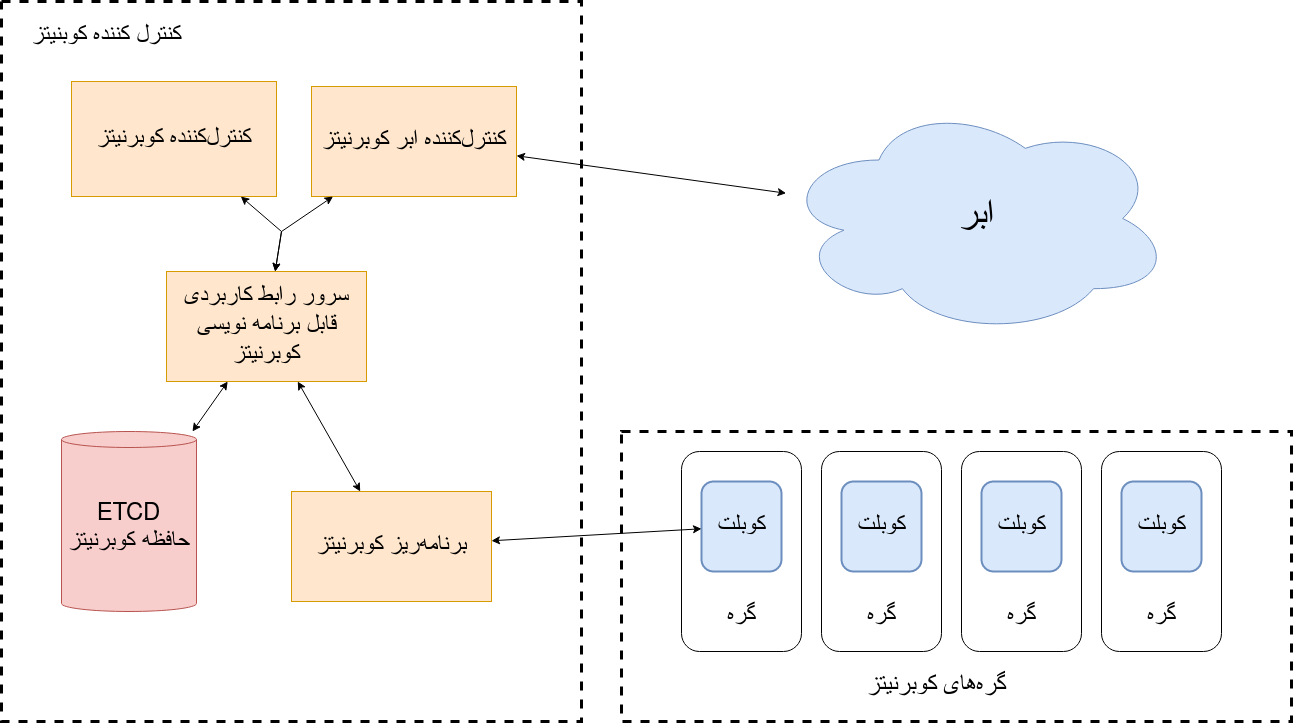 کنترل کننده کوبنیتز
کنترل‌کننده کوبرنیتز
کنترل‌کننده ابر کوبرنیتز
ابر
سرور رابط کاربردی
قابل برنامه نویسی
کوبرنیتز
ETCD
حافظه کوبرنیتز
برنامه‌ریز کوبرنیتز
کوبلت
کوبلت
کوبلت
کوبلت
گره
گره
گره
گره
گره‌های کوبرنیتز